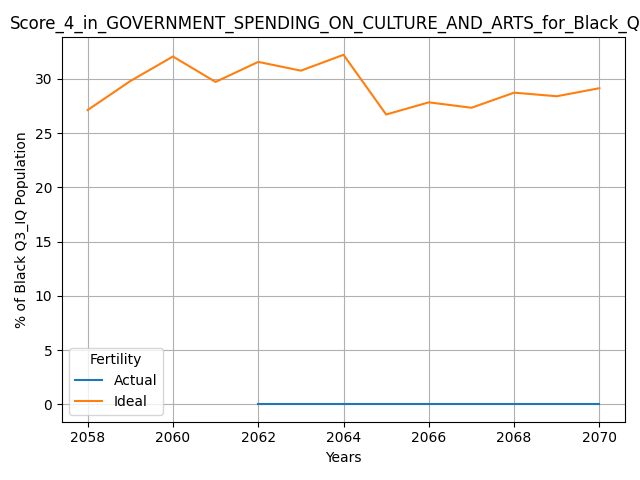 Score_4_in_GOVERNMENT_SPENDING_ON_CULTURE_AND_ARTS_for_Black_Q
% of Black Q3_IQ Population
30
25
20
15
10
5
0
Fertility
Actual
Ideal
2058 2060 2062 2064 2066 2068 2070
Years